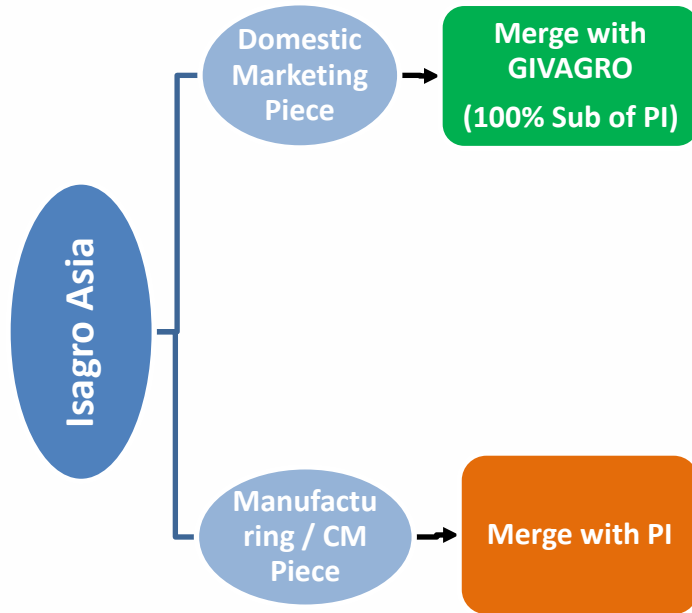 Isagro Asia
Domestic
Marketing
Piece
Merge with
GIVAGRO
(100% Sub of PI)
Manufactu
ring / CM
Piece
Merge with PI